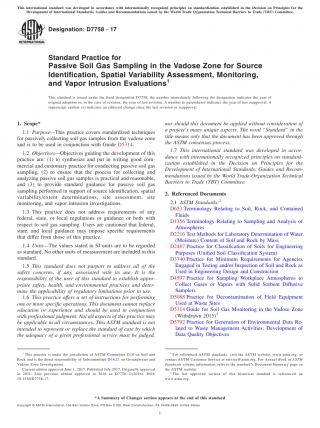 This international standard was developed in accordance with internationally recognized principles on standardization established in the Decision on Principles for the
Development of International Standards, Guides and Recommendations issued by the World Trade Organization Technical Barriers to Trade (TBT) Committee.
Designation: D7758 – 17
Standard Practice for
Passive Soil Gas Sampling in the Vadose Zone for Source
Identification, Spatial Variability Assessment, Monitoring,
and Vapor Intrusion Evaluations¹
This standard is issued under the fixed designation D7758; the number immediately following the designation indicates the year of
original adoption or, in the case of revision, the year of last revision. A number in parentheses indicates the year of last reapproval. A
superscript epsilon (ε) indicates an editorial change since the last revision or reapproval.
1. Scope*
1.1 Purpose—This practice covers standardized techniques
for passively collecting soil gas samples from the vadose zone
and is to be used in conjunction with Guide D5314.
1.2 Objectives—Objectives guiding the development of this
practice are: (1) to synthesize and put in writing good com-
mercial and customary practice for conducting passive soil gas
sampling, (2) to ensure that the process for collecting and
analyzing passive soil gas samples is practical and reasonable,
and (3) to provide standard guidance for passive soil gas
sampling performed in support of source identification, spatial
variability/extent determinations, site assessment, site
monitoring, and vapor intrusion investigations.
1.3 This practice does not address requirements of any
federal, state, or local regulations or guidance or both with
respect to soil gas sampling. Users are cautioned that federal,
state, and local guidance may impose specific requirements
that differ from those of this practice.
1.4 Units—The values stated in SI units are to be regarded
as standard. No other units of measurement are included in this
standard.
1.5 This standard does not purport to address all of the
safety concerns, if any, associated with its use. It is the
responsibility of the user of this standard to establish appro-
priate safety, health, and environmental practices and deter-
mine the applicability of regulatory limitations prior to use.
1.6 This practice offers a set of instructions for performing
one or more specific operations. This document cannot replace
education or experience and should be used in conjunction
with professional judgment. Not all aspects of this practice may
be applicable in all circumstances. This ASTM standard is not
intended to represent or replace the standard of care by which
the adequacy of a given professional service must be judged,
nor should this document be applied without consideration of
a project's many unique aspects. The word "Standard" in the
title means only that the document has been approved through
the ASTM consensus process.
1.7 This international standard was developed in accor-
dance with internationally recognized principles on standard-
ization established in the Decision on Principles for the
Development of International Standards, Guides and Recom-
mendations issued by the World Trade Organization Technical
Barriers to Trade (TBT) Committee.
2. Referenced Documents
2.1 ASTM Standards:²
D653 Terminology Relating to Soil, Rock, and Contained
Fluids
D1356 Terminology Relating to Sampling and Analysis of
Atmospheres
D2216 Test Methods for Laboratory Determination of Water
(Moisture) Content of Soil and Rock by Mass
D2487 Practice for Classification of Soils for Engineering
Purposes (Unified Soil Classification System)
D3740 Practice for Minimum Requirements for Agencies
Engaged in Testing and/or Inspection of Soil and Rock as
Used in Engineering Design and Construction
D4597 Practice for Sampling Workplace Atmospheres to
Collect Gases or Vapors with Solid Sorbent Diffusive
Samplers
D5088 Practice for Decontamination of Field Equipment
Used at Waste Sites
D5314 Guide for Soil Gas Monitoring in the Vadose Zone
(Withdrawn 2015)³
D5792 Practice for Generation of Environmental Data Re-
lated to Waste Management Activities: Development of
Data Quality Objectives
¹ This practice is under the jurisdiction of ASTM Committee D18 on Soil and
Rock and is the direct responsibility of Subcommittee D18.21 on Groundwater and
Vadose Zone Investigations.
Current edition approved June 1, 2017. Published July 2017. Originally approved
in 2011. Last previous edition approved in 2016 as
² For referenced ASTM standards, visit the ASTM website, www.astm.org, or
contact ASTM Customer Service at service@astm.org. For Annual Book of ASTM
Standards volume information, refer to the standard's Document Summary page on
the ASTM website.
³ The last approved version of this historical standard is referenced on
www.astm.org.
*A Summary of Changes section appears at the end of this standard
Copyright © ASTM International, 100 Barr Harbor Drive, PO Box C700, West Conshohocken, PA 19428-2959. United States
1